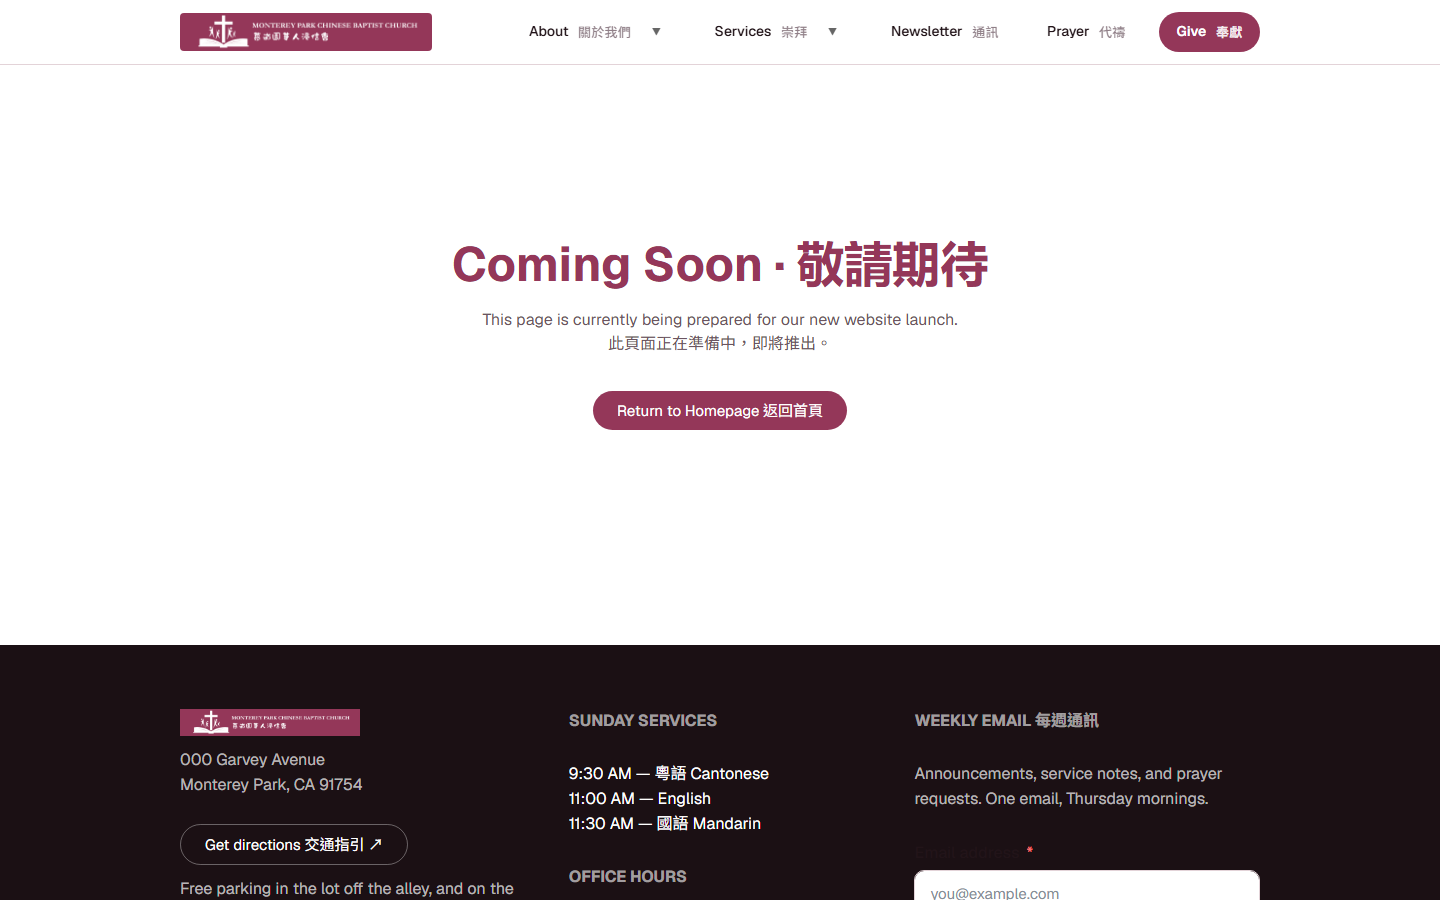 MONTEREY PARK CHINESE BAPTIST CHURCH
About 關於我們 ▼
Services 崇拜 ▼
Newsletter 通訊
Prayer 代禱
Give 奉獻
Coming Soon · 敬請期待
This page is currently being prepared for our new website launch.
此頁面正在準備中，即將推出。
Return to Homepage 返回首頁
MONTEREY PARK CHINESE BAPTIST CHURCH
000 Garvey Avenue
Monterey Park, CA 91754
Get directions 交通指引 ↗
Free parking in the lot off the alley, and on the
SUNDAY SERVICES
9:30 AM — 粵語 Cantonese
11:00 AM — English
11:30 AM — 國語 Mandarin
OFFICE HOURS
WEEKLY EMAIL 每週通訊
Announcements, service notes, and prayer
requests. One email, Thursday mornings.
Email address *
you@example.com